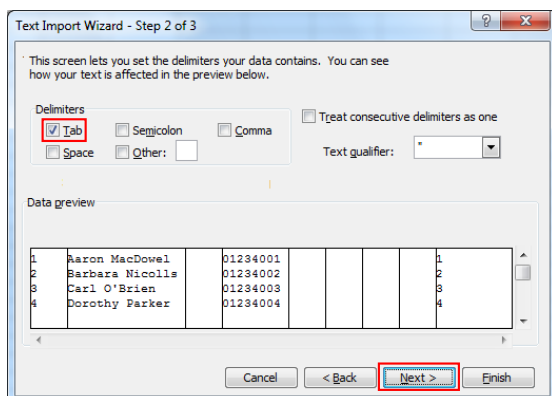 Text Import Wizard - Step 2 of 3
This screen lets you set the delimiters your data contains. You can see
how your text is affected in the preview below.
Delimiters
Tab Semicolon Comma
Space Other:
Treat consecutive delimiters as one
Text qualifier: "
Data preview
1 Aaron MacDowel 01234001 1
2 Barbara Nicolls 01234002 2
3 Carl O'Brien 01234003 3
4 Dorothy Parker 01234004 4
Cancel < Back Next > Finish